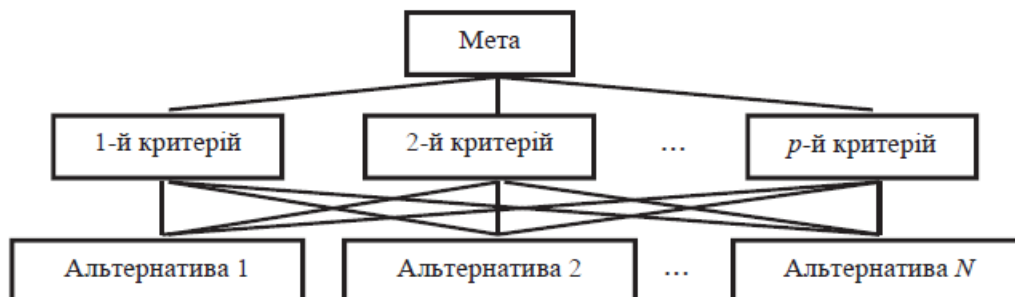 Мета
1-й критерій 2-й критерій ... p-й критерій
Альтернатива 1 Альтернатива 2 ... Альтернатива N